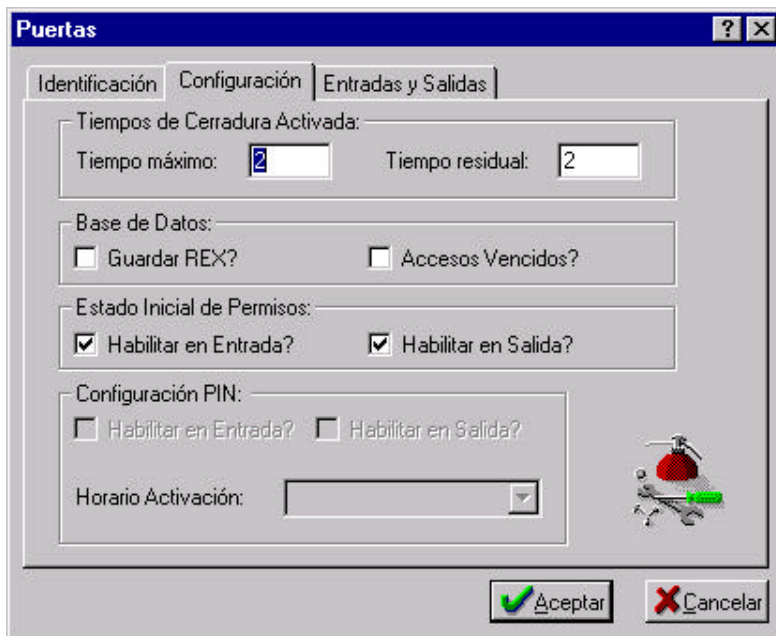 Puertas
Identificación Configuración Entradas y Salidas
Tiempos de Cerradura Activada:
Tiempo máximo: 2 Tiempo residual: 2
Base de Datos:
Guardar REX? Accesos Vencidos?
Estado Inicial de Permisos:
Habilitar en Entrada? Habilitar en Salida?
Configuración PIN:
Habilitar en Entrada? Habilitar en Salida?
Horario Activación:
Aceptar Cancelar